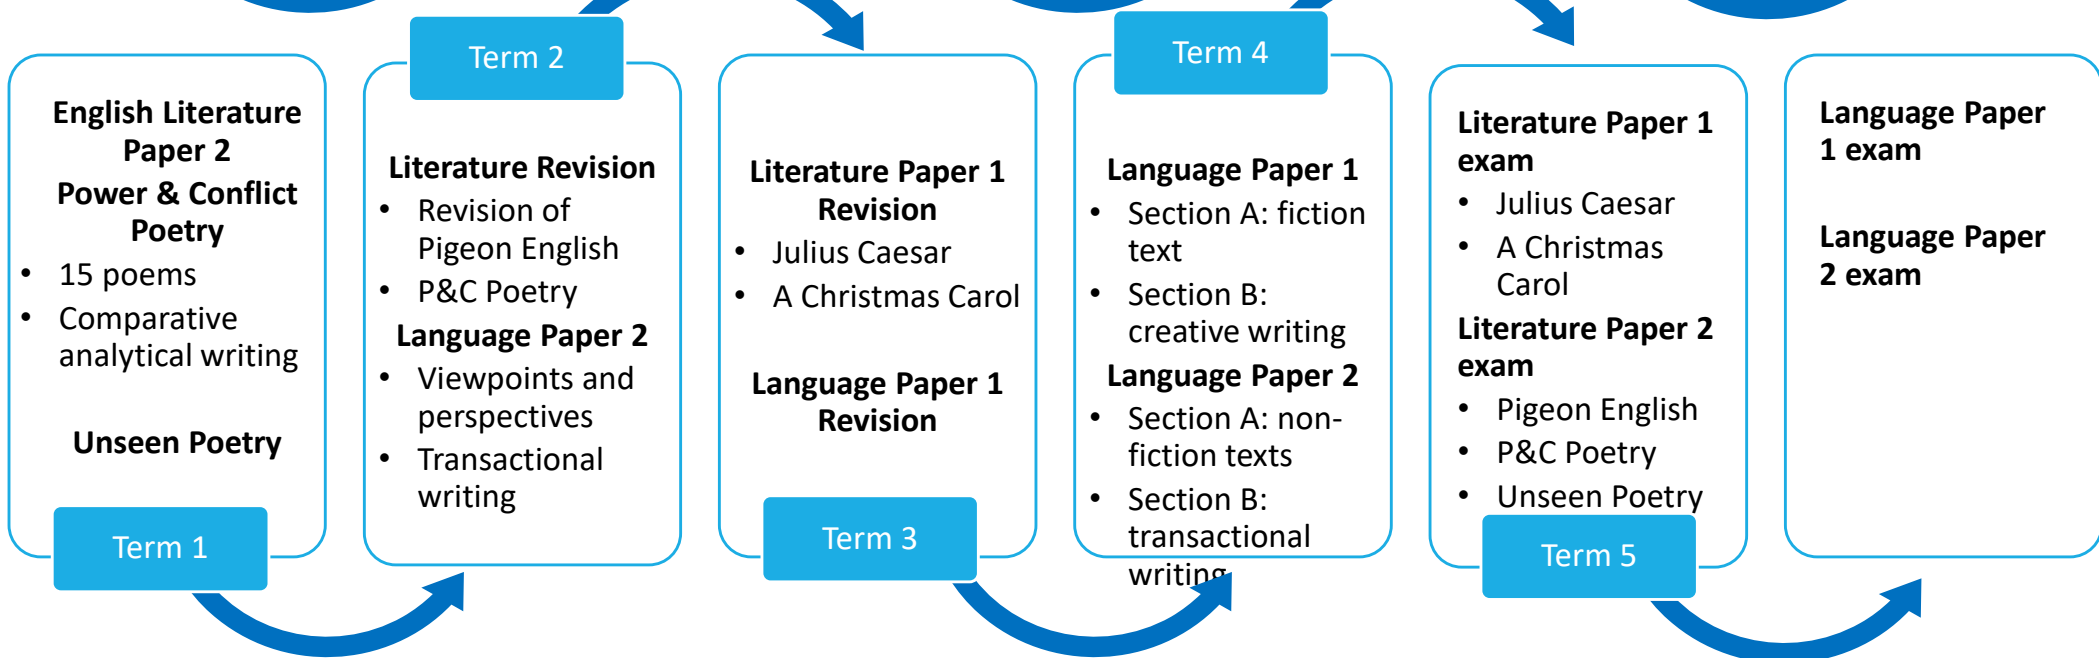 English Literature
Paper 2
Power & Conflict
Poetry
• 15 poems
• Comparative
analytical writing
Unseen Poetry
Term 1
Term 2
Literature Revision
• Revision of
Pigeon English
• P&C Poetry
Language Paper 2
• Viewpoints and
perspectives
• Transactional
writing
Literature Paper 1
Revision
• Julius Caesar
• A Christmas Carol
Language Paper 1
Revision
Term 3
Term 4
Language Paper 1
• Section A: fiction
text
• Section B:
creative writing
Language Paper 2
• Section A: non-
fiction texts
• Section B:
transactional
writing
Literature Paper 1
exam
• Julius Caesar
• A Christmas
Carol
Literature Paper 2
exam
• Pigeon English
• P&C Poetry
• Unseen Poetry
Term 5
Language Paper
1 exam
Language Paper
2 exam